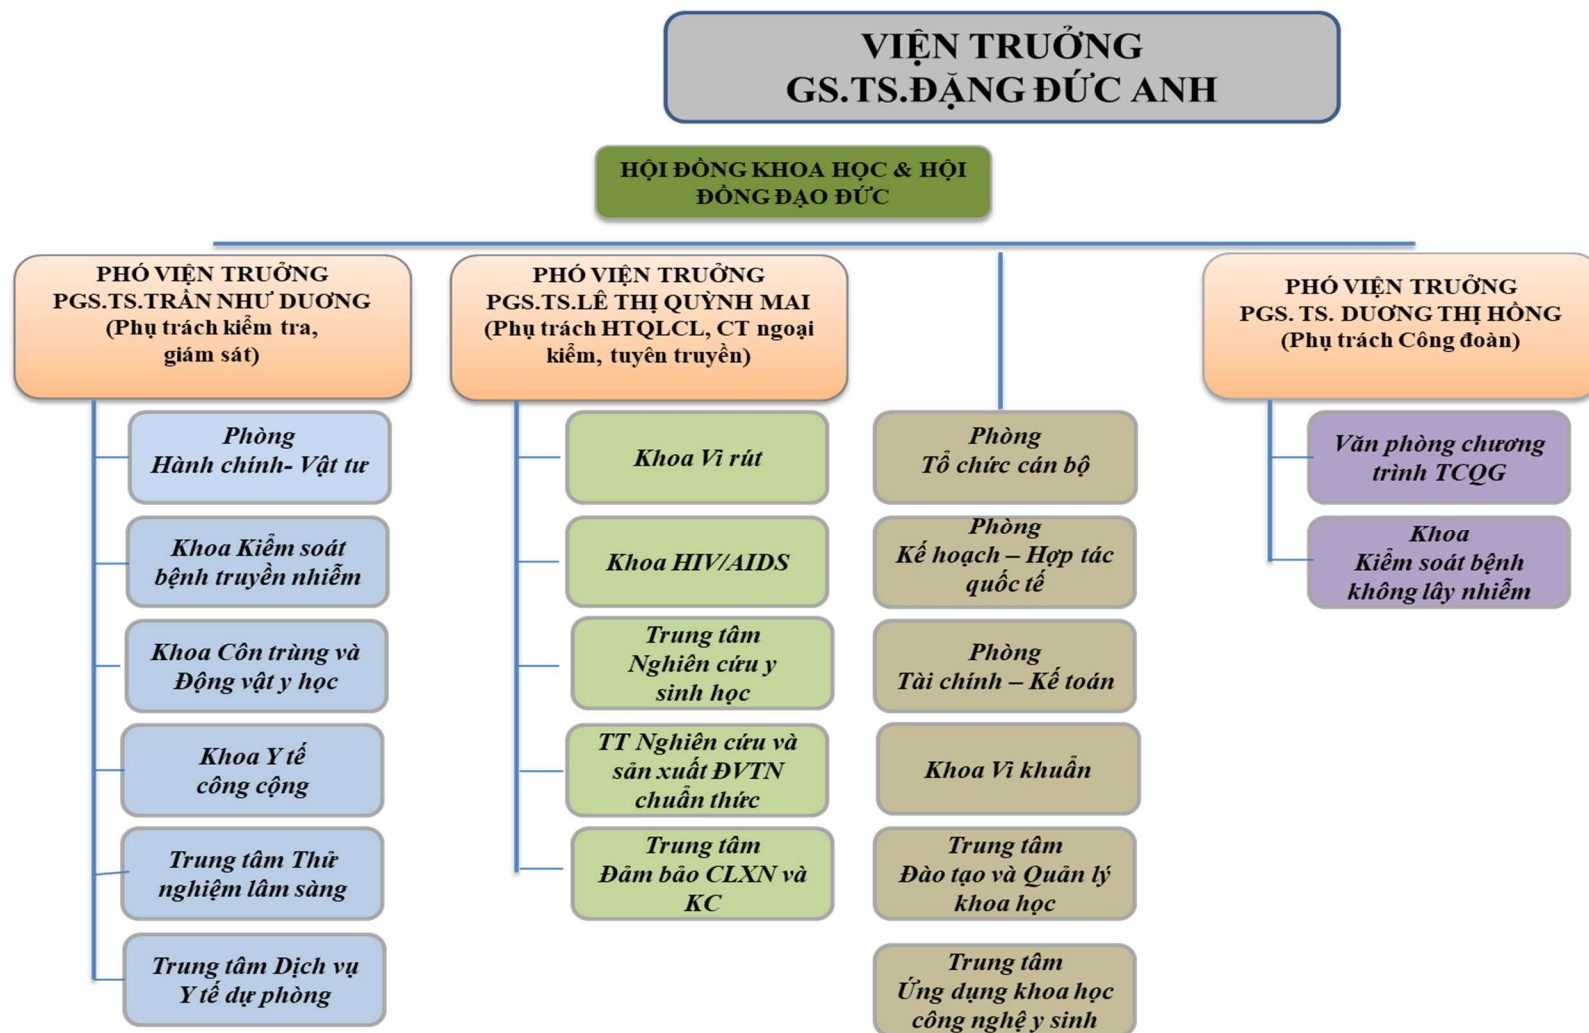 VIỆN TRUỞNG
GS.TS.ĐẶNG ĐỨC ANH
HỘI ĐỒNG KHOA HỌC & HỘI
ĐỒNG ĐẠO ĐỨC
PHÓ VIỆN TRUỞNG
PGS.TS.TRẦN NHƯ DUƠNG
(Phụ trách kiểm tra,
giám sát)
Phòng
Hành chính- Vật tư
Khoa Kiểm soát
bệnh truyền nhiễm
Khoa Côn trùng và
Động vật y học
Khoa Y tế
công cộng
Trung tâm Thử
nghiệm lâm sàng
Trung tâm Dịch vụ
Y tế dự phòng
PHÓ VIỆN TRUỞNG
PGS.TS.LÊ THỊ QUỲNH MAI
(Phụ trách HTQLCL, CT ngoại
kiểm, tuyên truyền)
Khoa Vi rút
Khoa HIV/AIDS
Trung tâm
Nghiên cứu y
sinh học
TT Nghiên cứu và
sản xuất ĐVTN
chuẩn thức
Trung tâm
Đảm bảo CLXN và
KC
Phòng
Tổ chức cán bộ
Phòng
Kế hoạch – Hợp tác
quốc tế
Phòng
Tài chính – Kế toán
Khoa Vi khuẩn
Trung tâm
Đào tạo và Quản lý
khoa học
Trung tâm
Ứng dụng khoa học
công nghệ y sinh
PHÓ VIỆN TRUỞNG
PGS. TS. DUƠNG THỊ HỒNG
(Phụ trách Công đoàn)
Văn phòng chương
trình TCQG
Khoa
Kiểm soát bệnh
không lây nhiễm